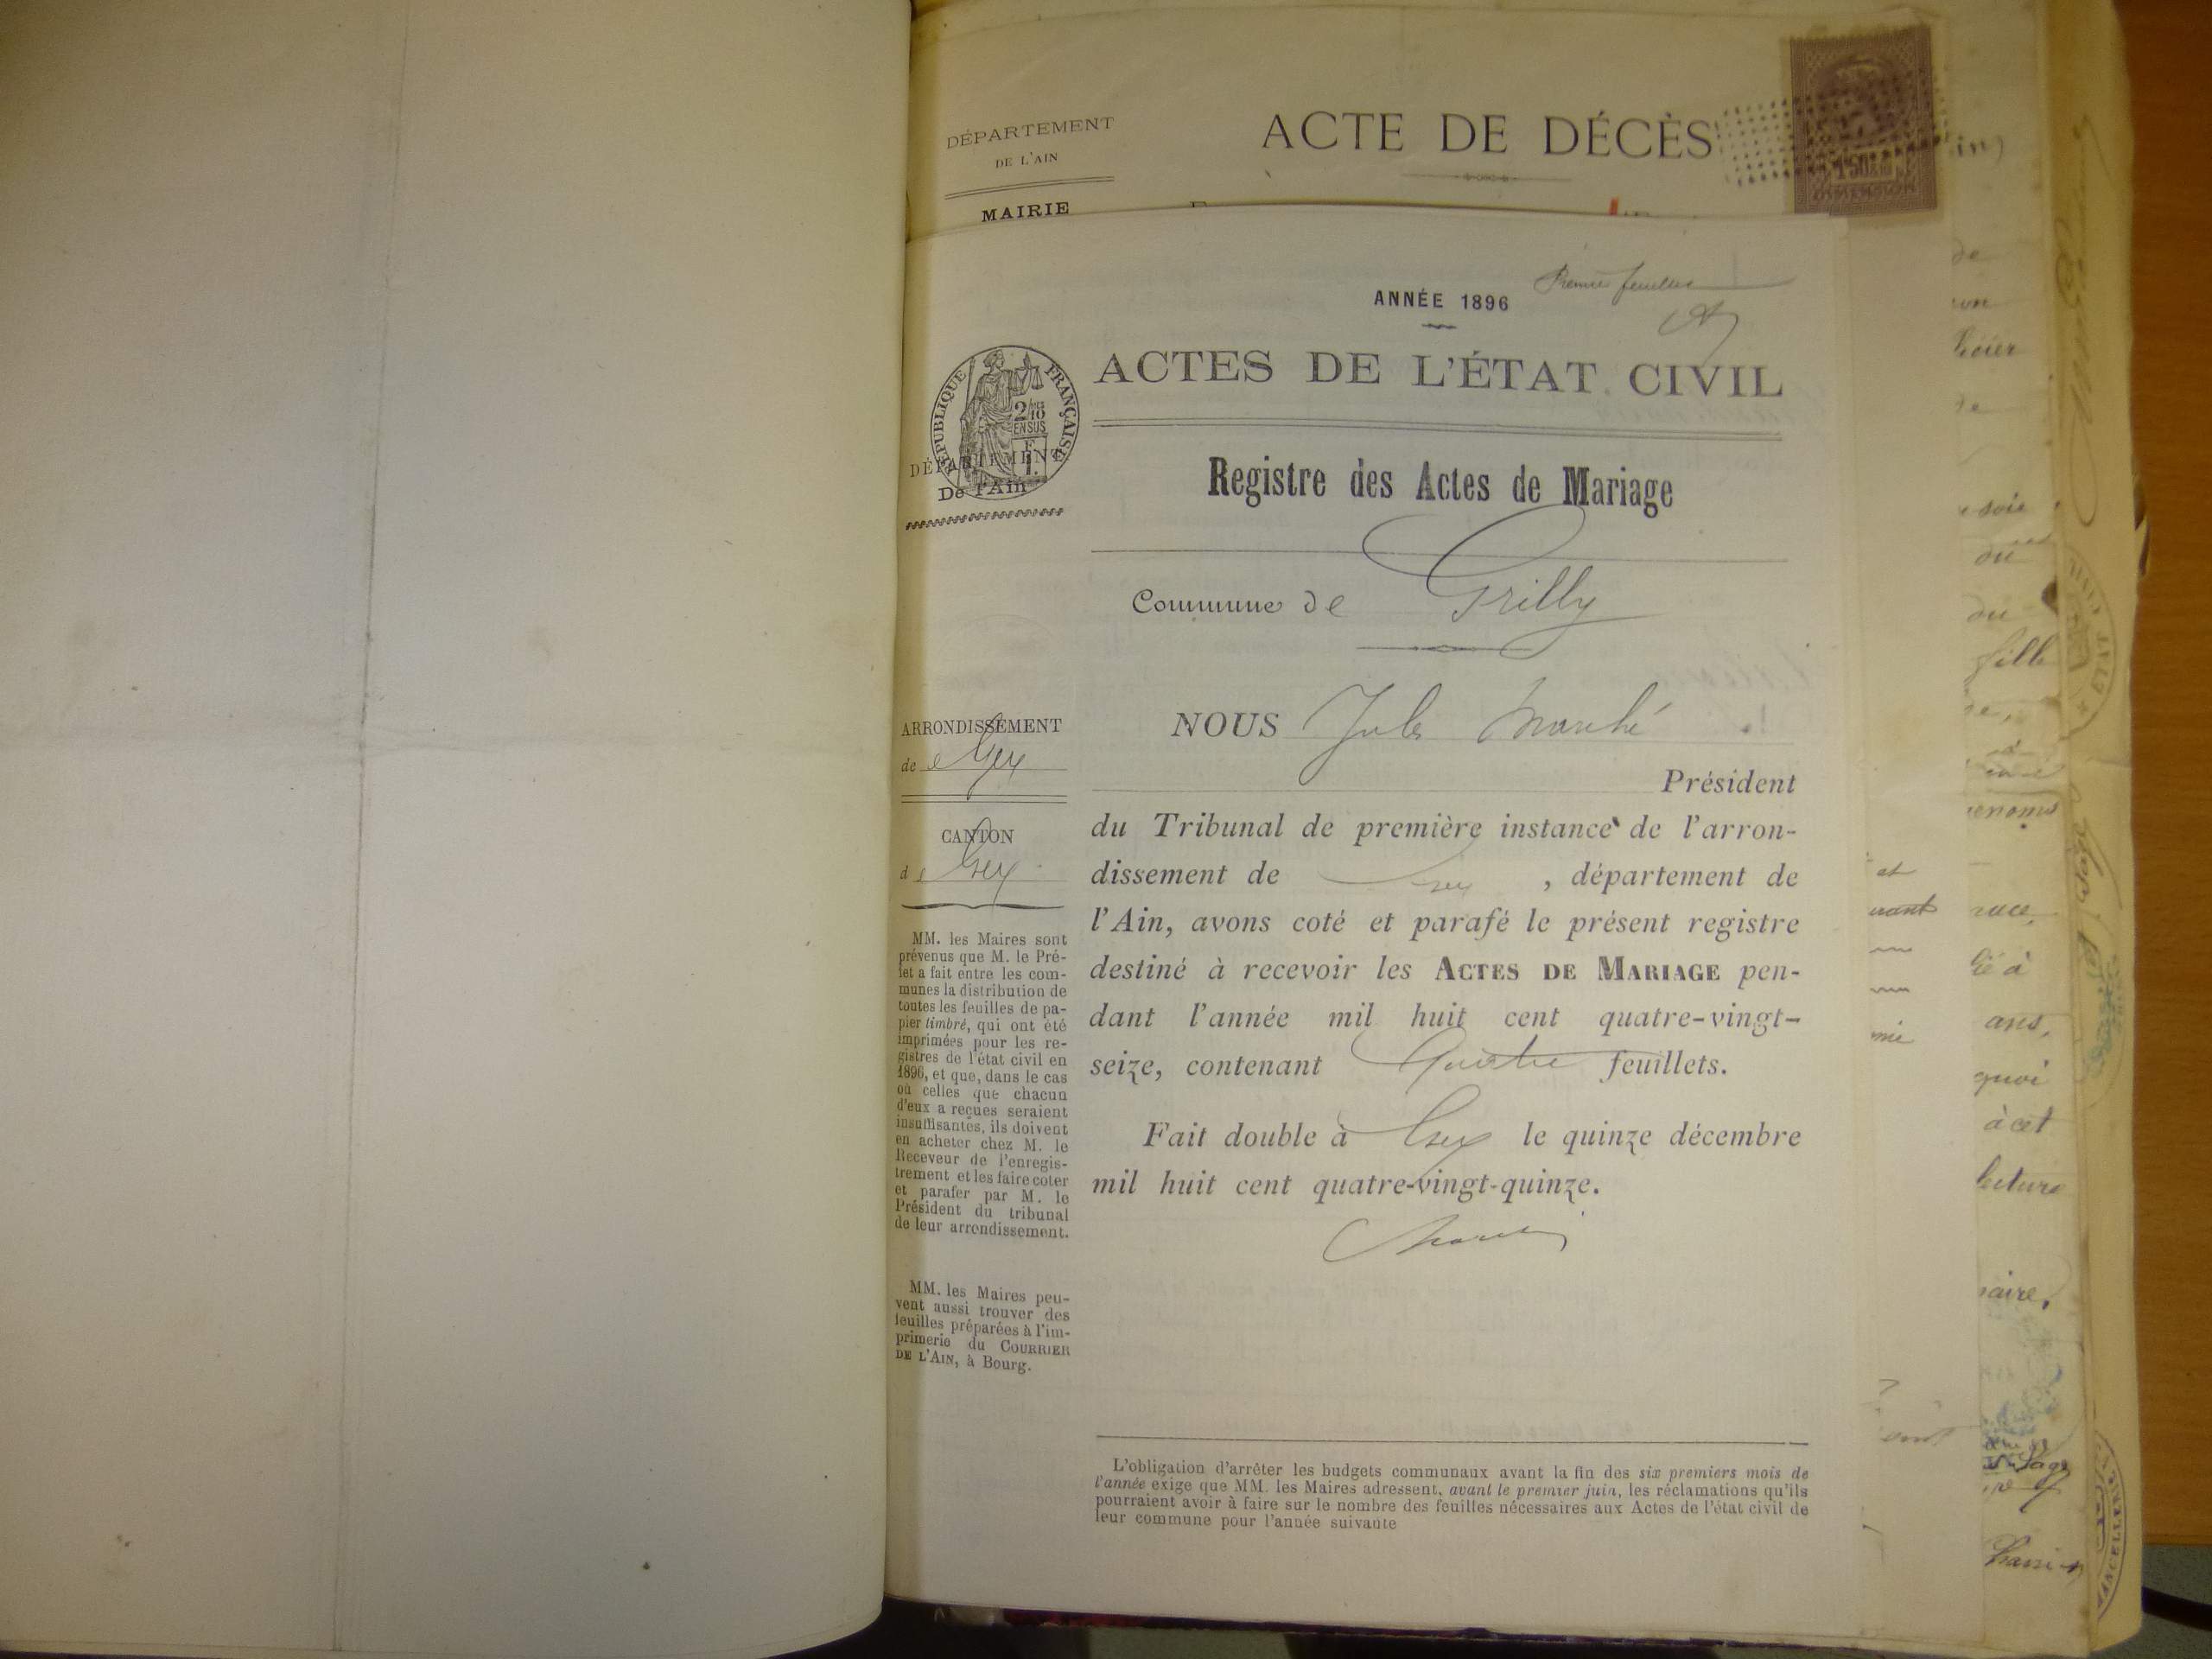 DÉPARTEMENT
DE L'AIN
MAIRIE
ACTE DE DÉCÈS
ANNÉE 1896
ACTES DE L'ÉTAT CIVIL
RÉPUBLIQUE FRANÇAISE
2/10
EN SUS
DÉPARTEMENT
De l'Ain
Registre des Actes de Mariage
Commune de Grilly
ARRONDISSEMENT
de Gex
CANTON
de Gex
MM. les Maires sont
prévenus que M. le Pré-
fet a fait entre les com-
munes la distribution de
toutes les feuilles de pa-
pier timbré, qui ont été
imprimées pour les re-
gistres de l'état civil en
1896, et que, dans le cas
où celles que chacun
d'eux a reçues seraient
insuffisantes, ils doivent
en acheter chez M. le
Receveur de l'enregis-
trement et les faire coter
et parafer par M. le
Président du tribunal
de leur arrondissement.
MM. les Maires peu-
vent aussi trouver des
feuilles préparées à l'im-
primerie du COURRIER
DE L'AIN, à Bourg.
NOUS Jules
Président
du Tribunal de première instance de l'arron-
dissement de Gex, département de
l'Ain, avons coté et parafé le présent registre
destiné à recevoir les ACTES DE MARIAGE pen-
dant l'année mil huit cent quatre-vingt-
seize, contenant Quatre feuillets.
Fait double à Gex le quinze décembre
mil huit cent quatre-vingt-quinze.
L'obligation d'arrêter les budgets communaux avant la fin des six premiers mois de
l'année exige que MM. les Maires adressent, avant le premier juin, les réclamations qu'ils
pourraient avoir à faire sur le nombre des feuilles nécessaires aux Actes de l'état civil de
leur commune pour l'année suivante